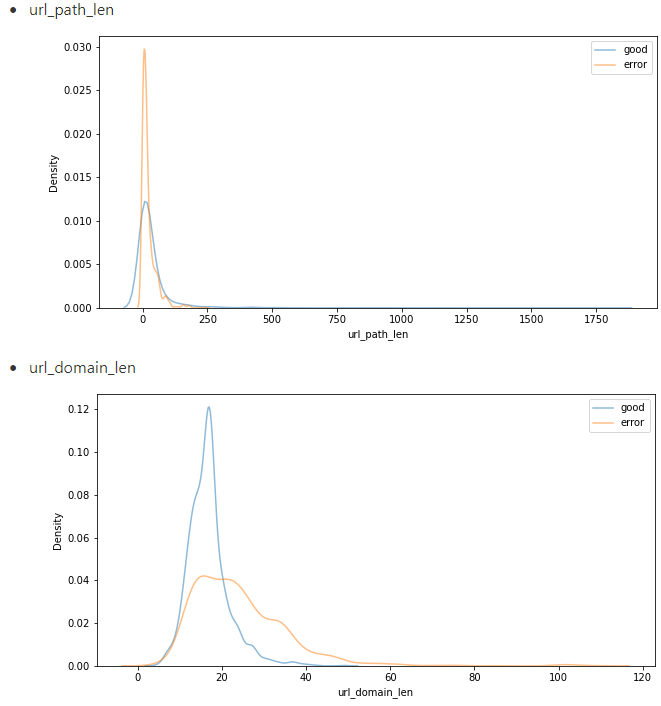 url_path_len
0.030
good
error
0.025
0.020
Density
0.015
0.010
0.005
0.000
0 250 500 750 1000 1250 1500 1750
url_path_len
url_domain_len
0.12
good
error
0.10
0.08
Density
0.06
0.04
0.02
0.00
0 20 40 60 80 100 120
url_domain_len